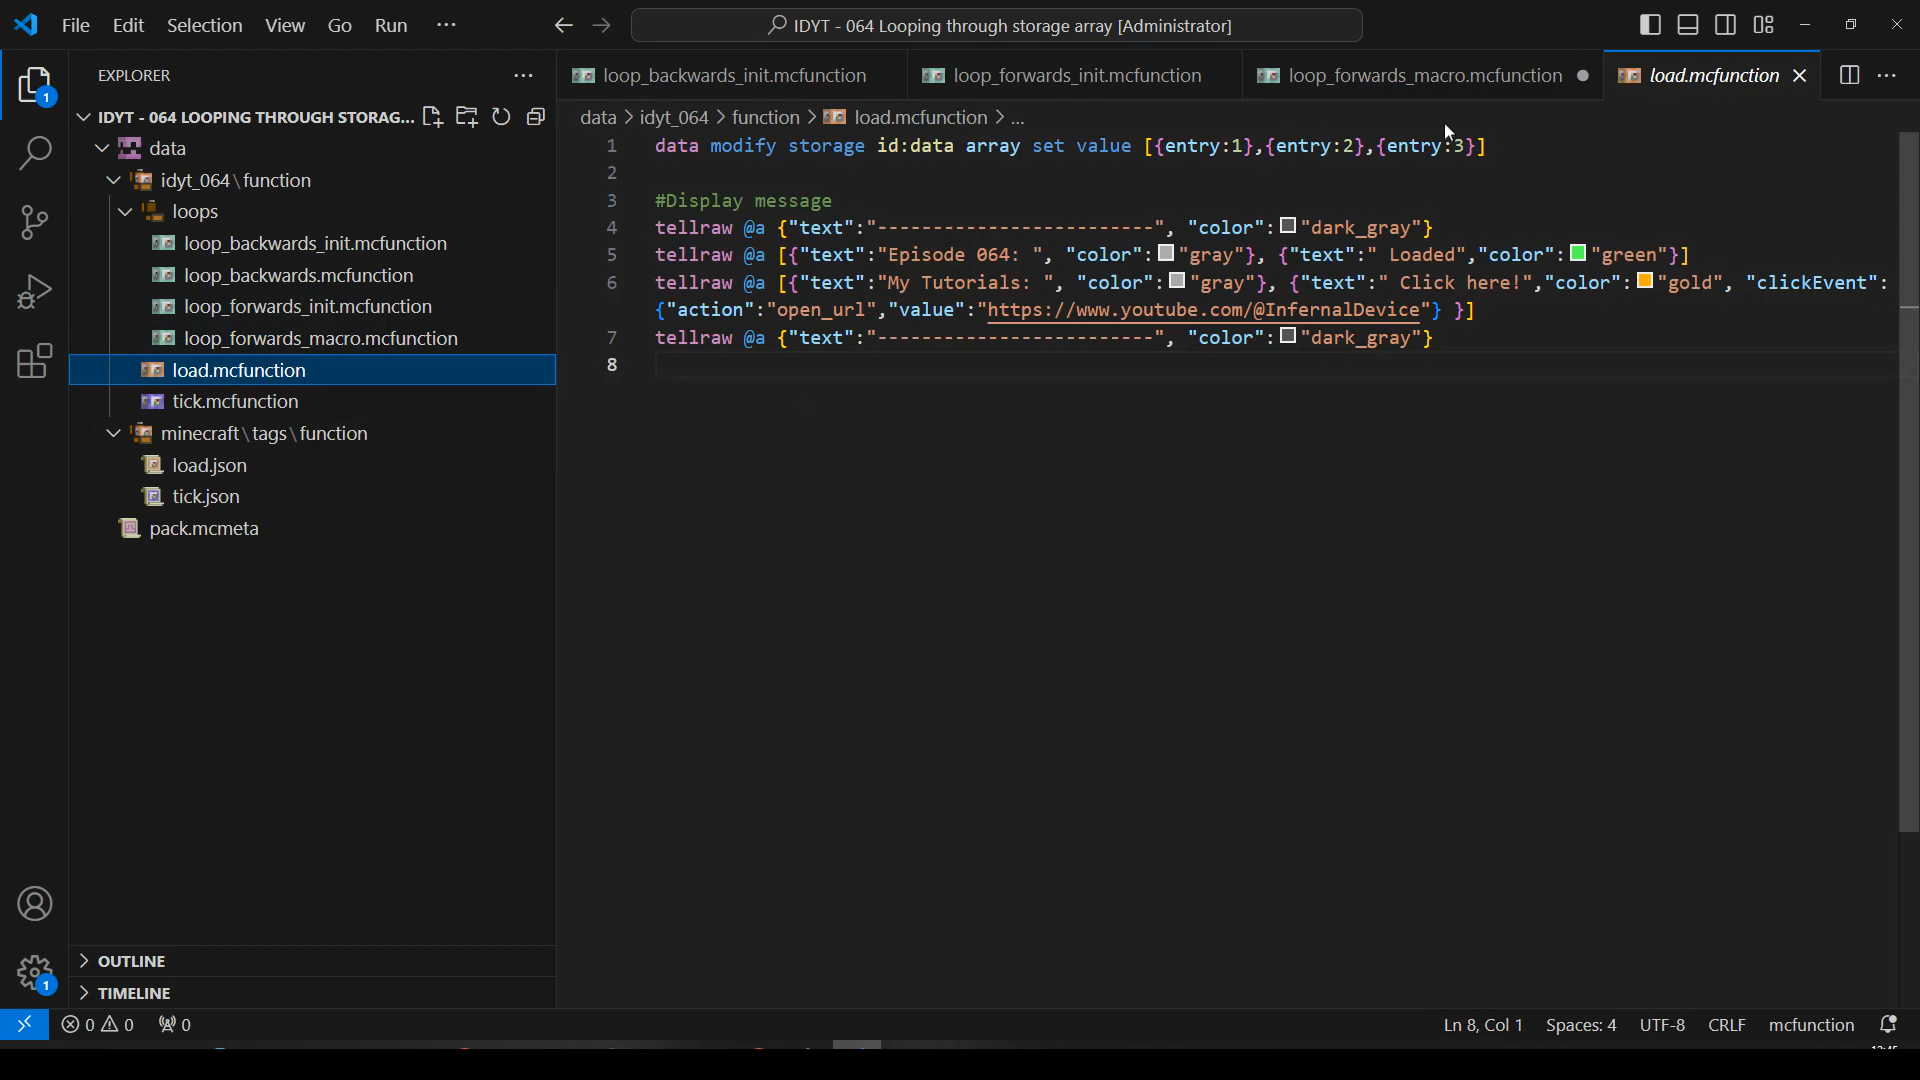 File Edit Selection View Go Run ···
IDYT - 064 Looping through storage array [Administrator]
EXPLORER ···
IDYT - 064 LOOPING THROUGH STORAG...
data
idyt_064\function
loops
loop_backwards_init.mcfunction
loop_backwards.mcfunction
loop_forwards_init.mcfunction
loop_forwards_macro.mcfunction
load.mcfunction
tick.mcfunction
minecraft\tags\function
load.json
tick.json
pack.mcmeta
OUTLINE
TIMELINE
1
1
loop_backwards_init.mcfunction loop_forwards_init.mcfunction loop_forwards_macro.mcfunction load.mcfunction ···
data > idyt_064 > function > load.mcfunction > ...
1 data modify storage id:data array set value [{entry:1},{entry:2},{entry:3}]
2
3 #Display message
4 tellraw @a {"text":"-------------------------", "color":"dark_gray"}
5 tellraw @a [{"text":"Episode 064: ", "color":"gray"}, {"text":" Loaded","color":"green"}]
6 tellraw @a [{"text":"My Tutorials: ", "color":"gray"}, {"text":" Click here!","color":"gold", "clickEvent":
{"action":"open_url","value":"https://www.youtube.com/@InfernalDevice"} }]
7 tellraw @a {"text":"-------------------------", "color":"dark_gray"}
8
0 0 0
Ln 8, Col 1 Spaces: 4 UTF-8 CRLF mcfunction